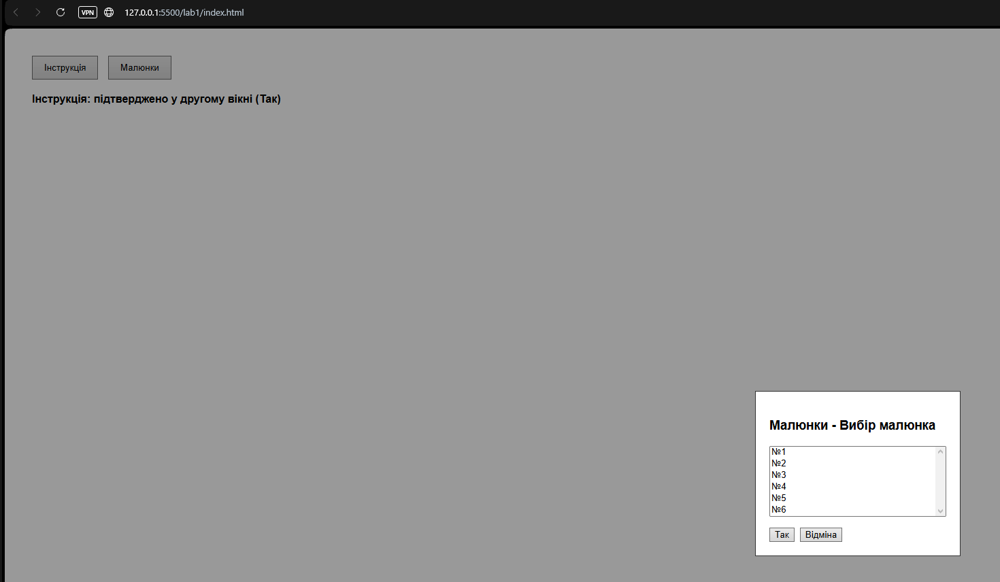 VPN 127.0.0.1:5500/lab1/index.html
Інструкція Малюнки
Інструкція: підтверджено у другому вікні (Так)
Малюнки - Вибір малюнка
№1
№2
№3
№4
№5
№6
Так Відміна